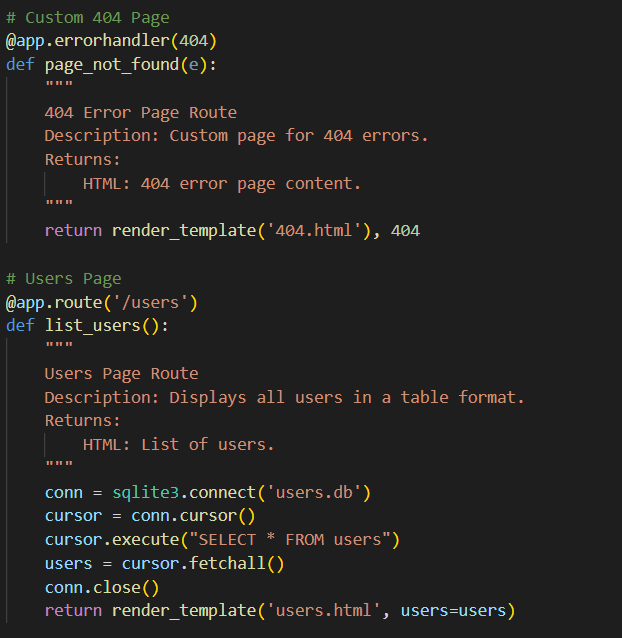 # Custom 404 Page
@app.errorhandler(404)
def page_not_found(e):
    """
    404 Error Page Route
    Description: Custom page for 404 errors.
    Returns:
        HTML: 404 error page content.
    """
    return render_template('404.html'), 404

# Users Page
@app.route('/users')
def list_users():
    """
    Users Page Route
    Description: Displays all users in a table format.
    Returns:
        HTML: List of users.
    """
    conn = sqlite3.connect('users.db')
    cursor = conn.cursor()
    cursor.execute("SELECT * FROM users")
    users = cursor.fetchall()
    conn.close()
    return render_template('users.html', users=users)